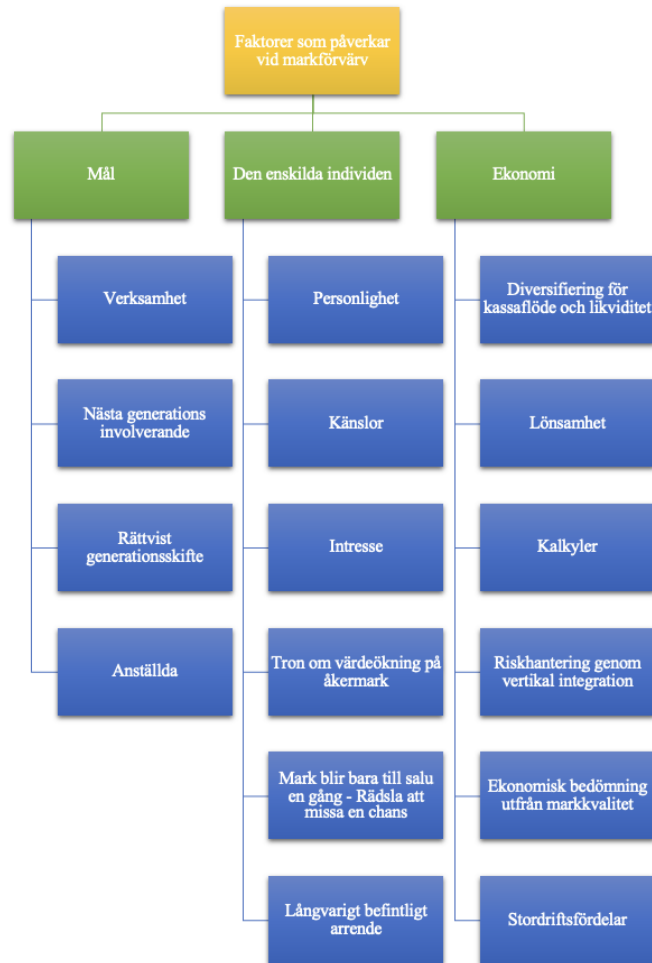 Faktorer som påverkar
vid markförvärv
Mål
Den enskilda individen
Ekonomi
Verksamhet
Nästa generations
involverande
Rättvist
generationsskifte
Anställda
Personlighet
Känslor
Intresse
Tron om värdeökning på
åkermark
Mark blir bara till salu
en gång - Rädsla att
missa en chans
Långvarigt befintligt
arrende
Diversifiering för
kassaflöde och likviditet
Lönsamhet
Kalkyler
Riskhantering genom
vertikal integration
Ekonomisk bedömning
utfrån markkvalitet
Stordriftsfördelar